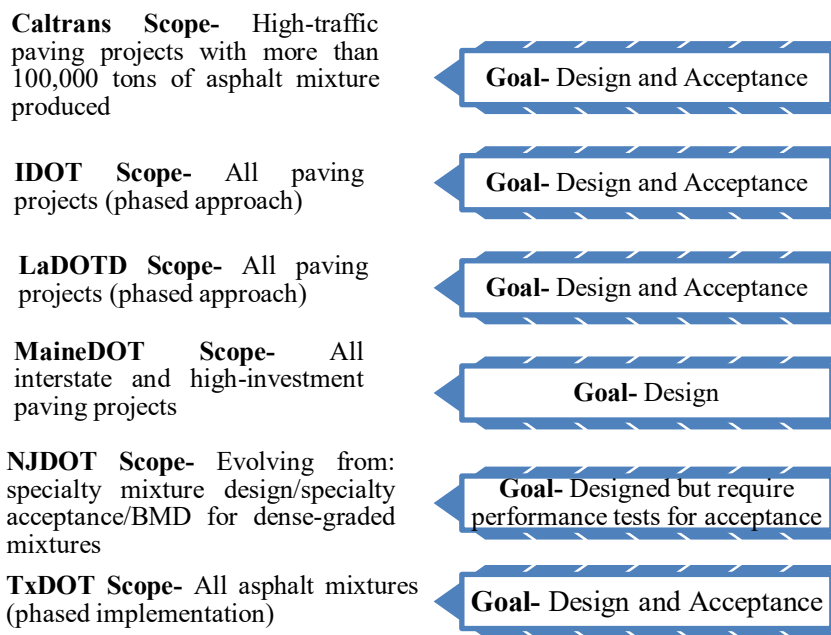 Caltrans Scope- High-traffic
paving projects with more than
100,000 tons of asphalt mixture
produced
Goal- Design and Acceptance
IDOT Scope- All paving
projects (phased approach)
Goal- Design and Acceptance
LaDOTD Scope- All paving
projects (phased approach)
Goal- Design and Acceptance
MaineDOT Scope- All
interstate and high-investment
paving projects
Goal- Design
NJDOT Scope- Evolving from:
specialty mixture design/specialty
acceptance/BMD for dense-graded
mixtures
Goal- Designed but require
performance tests for acceptance
TxDOT Scope- All asphalt mixtures
(phased implementation)
Goal- Design and Acceptance